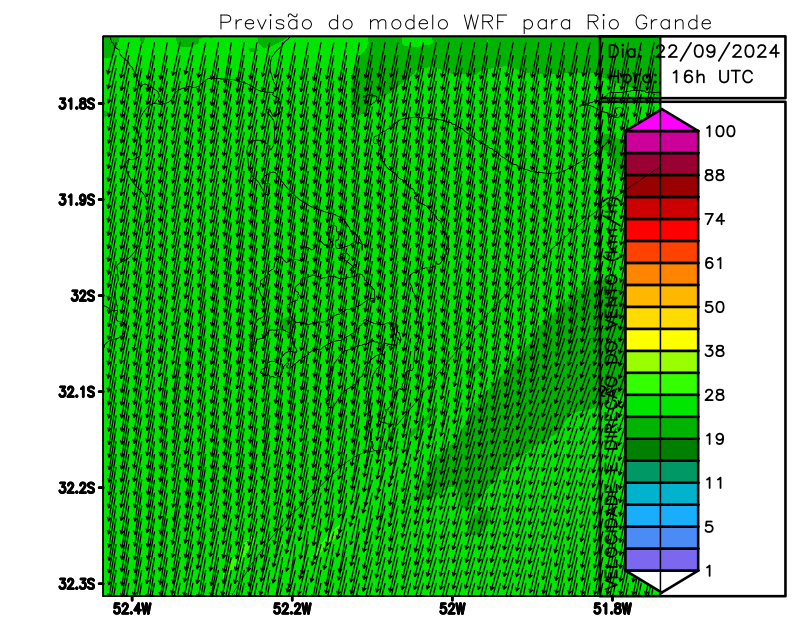 Previsão do modelo WRF para Rio Grande
Dia: 22/09/2024
Hora: 16h UTC
VELOCIDADE E DIREÇÃO DO VENTO (km/h)
100
88
74
61
50
38
28
19
11
5
1
31.8S
31.9S
32S
32.1S
32.2S
32.3S
52.4W
52.2W
52W
51.8W